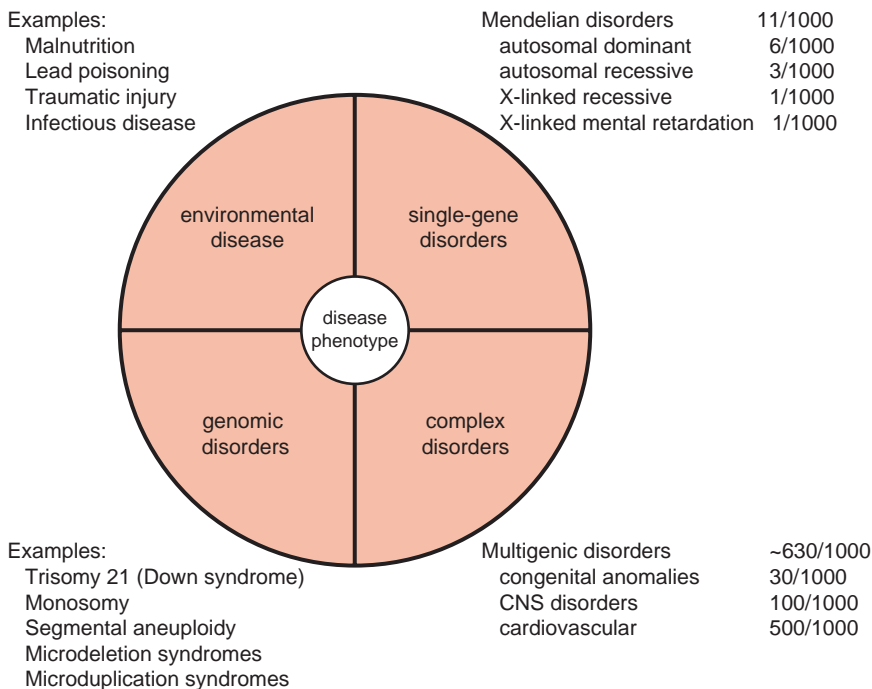 Examples:
Malnutrition
Lead poisoning
Traumatic injury
Infectious disease
Mendelian disorders 11/1000
autosomal dominant 6/1000
autosomal recessive 3/1000
X-linked recessive 1/1000
X-linked mental retardation 1/1000
environmental
disease
single-gene
disorders
disease
phenotype
genomic
disorders
complex
disorders
Examples:
Trisomy 21 (Down syndrome)
Monosomy
Segmental aneuploidy
Microdeletion syndromes
Microduplication syndromes
Multigenic disorders ~630/1000
congenital anomalies 30/1000
CNS disorders 100/1000
cardiovascular 500/1000